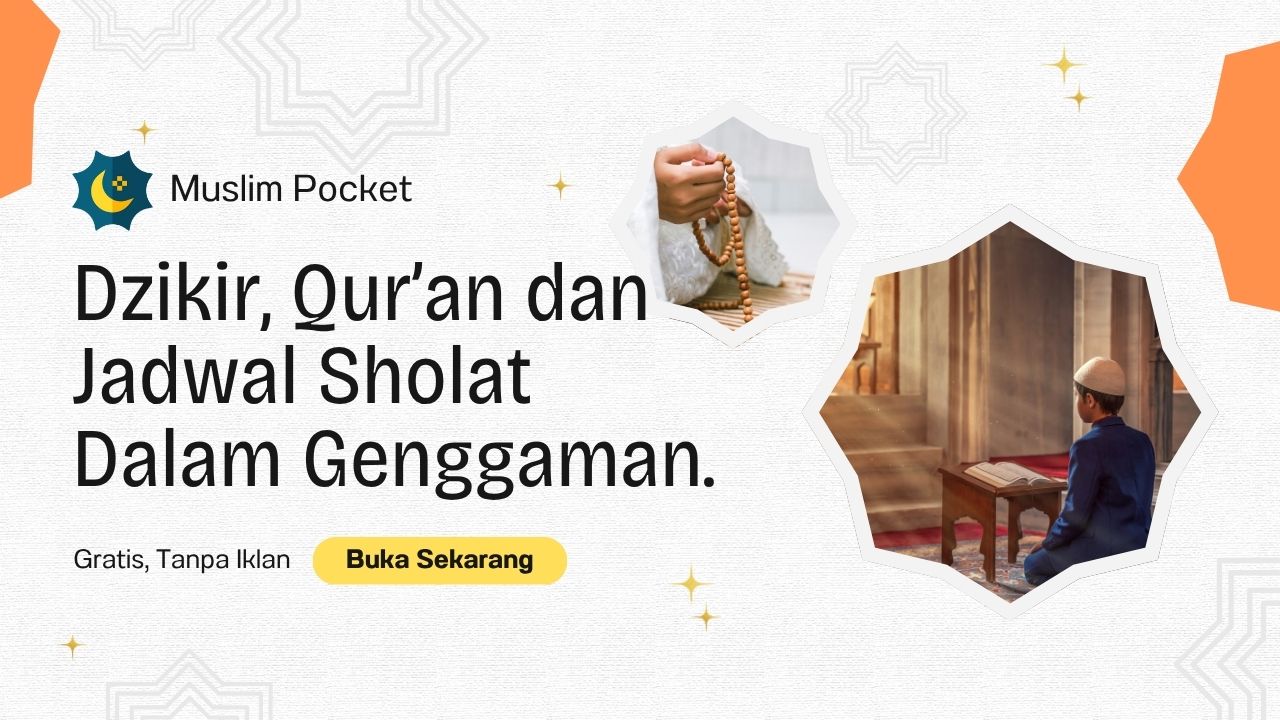 Muslim Pocket
Dzikir, Qur’an dan
Jadwal Sholat
Dalam Genggaman.
Gratis, Tanpa Iklan
Buka Sekarang